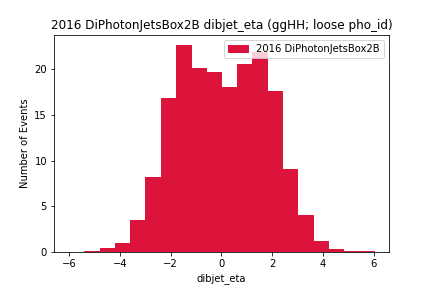 2016 DiPhotonJetsBox2B dibjet_eta (ggHH; loose pho_id)
2016 DiPhotonJetsBox2B
20
15
10
5
0
Number of Events
−6 −4 −2 0 2 4 6
dibjet_eta